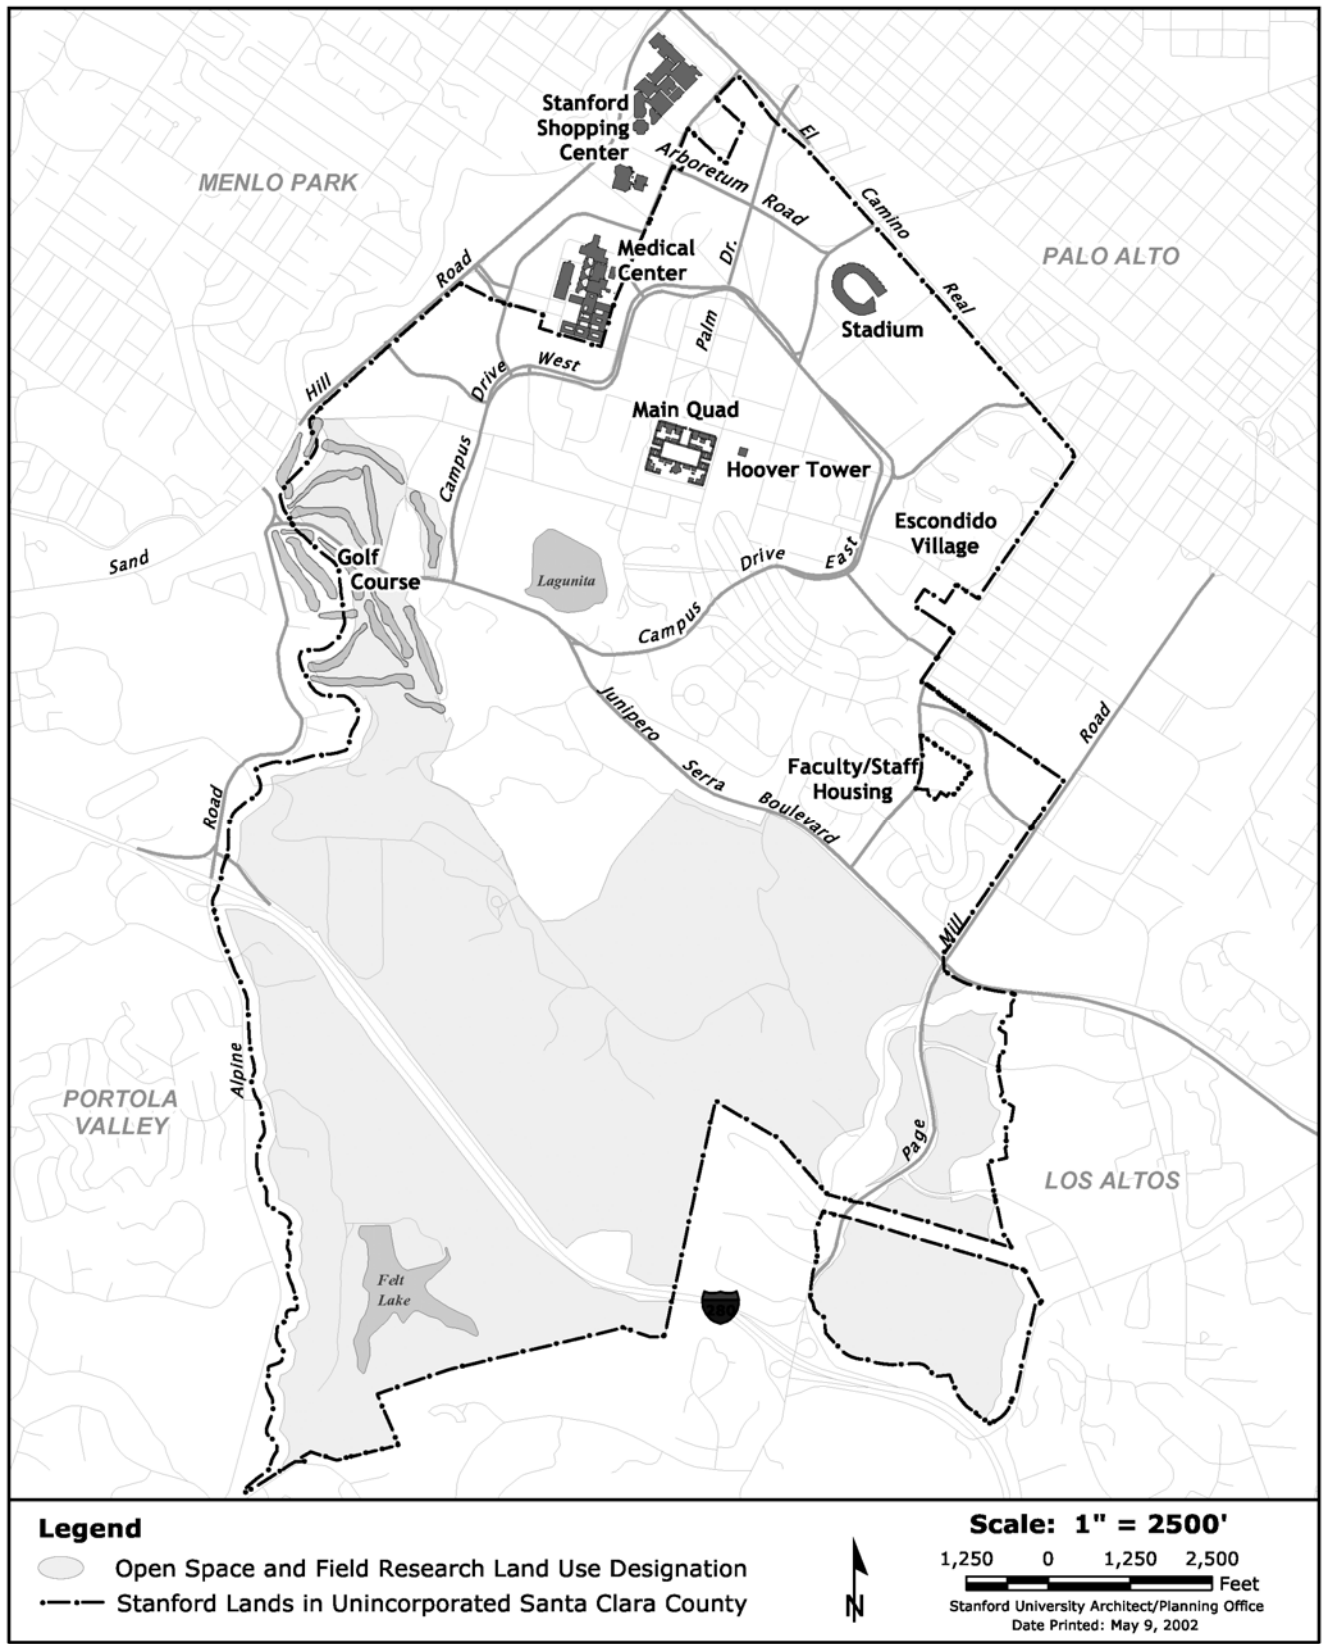 Stanford
Shopping
Center
El
Arboretum
MENLO PARK
Road
Camino
Medical
Center
Dr.
PALO ALTO
Road
Real
Stadium
Palm
West
Drive
Hill
Main Quad
Hoover Tower
Campus
Escondido
Village
Sand
Golf
Course
Lagunita
Drive
East
Campus
Junipero
Road
Serra
Faculty/Staff
Housing
Boulevard
Road
Mill
Alpine
PORTOLA
VALLEY
Page
LOS ALTOS
Felt
Lake
280
Legend
Open Space and Field Research Land Use Designation
Stanford Lands in Unincorporated Santa Clara County
N
Scale: 1" = 2500'
1,250 0 1,250 2,500
Feet
Stanford University Architect/Planning Office
Date Printed: May 9, 2002